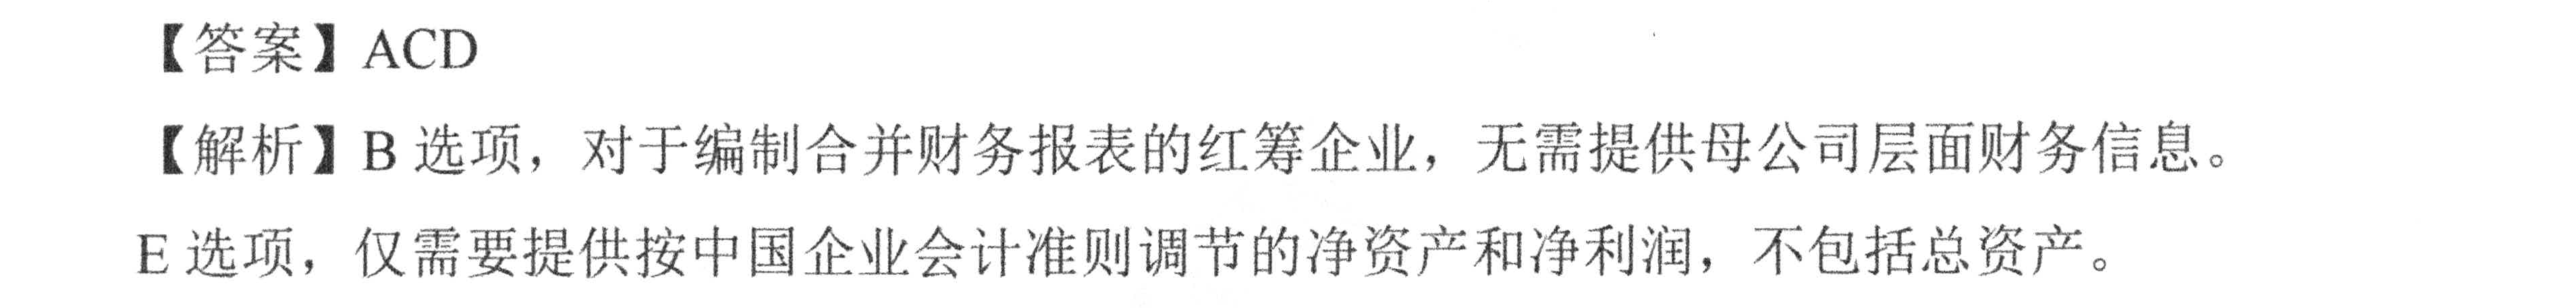 【答案】ACD
【解析】B 选项，对于编制合并财务报表的红筹企业，无需提供母公司层面财务信息。
E 选项，仅需要提供按中国企业会计准则调节的净资产和净利润，不包括总资产。